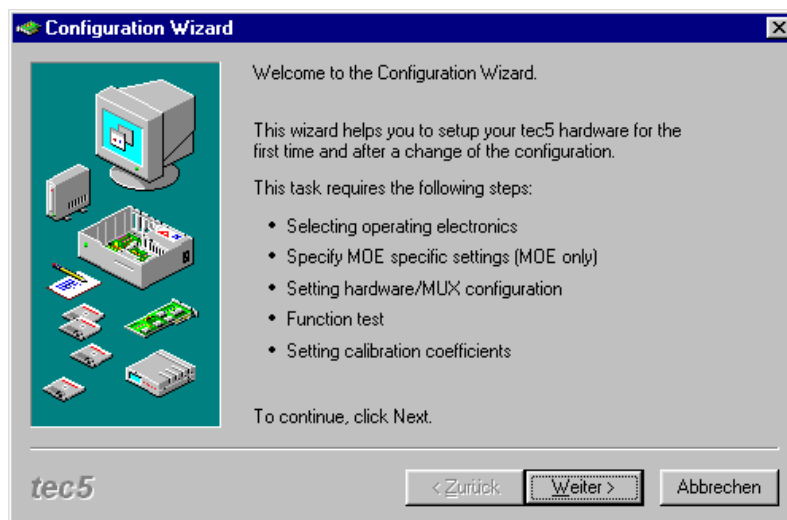 Configuration Wizard
Welcome to the Configuration Wizard.
This wizard helps you to setup your tec5 hardware for the
first time and after a change of the configuration.
This task requires the following steps:
• Selecting operating electronics
• Specify MOE specific settings (MOE only)
• Setting hardware/MUX configuration
• Function test
• Setting calibration coefficients
To continue, click Next.
tec5
< Zurück
Weiter >
Abbrechen